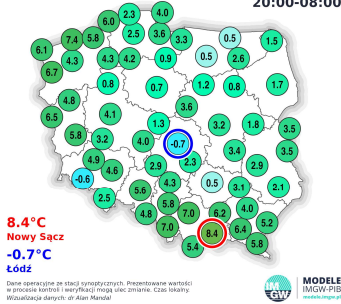 20:00-08:00
2.3 4.0
6.0
7.4 5.8 2.5 3.6 3.3 0.5 1.5
6.1
4.3 4.3 4.2 0.9 0.5 2.6
6.7
0.8 0.7 1.2 0.8 1.7
4.8
3.6
6.5 4.1 1.3 3.2 1.8 3.5
5.8 3.2 4.0 -0.7
4.9 2.3 3.4 3.5
4.6 2.9 2.9
-0.6 4.3 0.5 3.1 2.1
5.6
2.5 5.8
4.8 7.0 6.2 4.0
7.0 8.4 6.4 5.2
5.4 5.8
8.4°C
Nowy Sącz
-0.7°C
Łódź
Dane operacyjne ze stacji synoptycznych. Prezentowane wartości
w procesie kontroli i weryfikacji mogą ulec zmianie. Czas lokalny.
Wizualizacja danych: dr Alan Mandal
IMGW
MODELE
IMGW-PIB
modele.imgw.pl